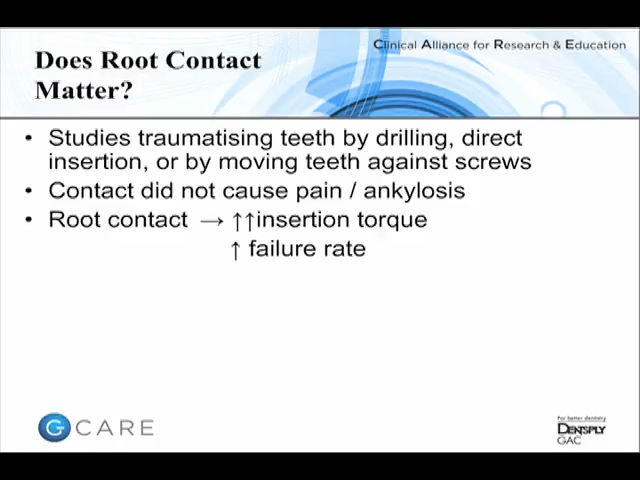 Clinical Alliance for Research & Education
Does Root Contact
Matter?
• Studies traumatising teeth by drilling, direct
insertion, or by moving teeth against screws
• Contact did not cause pain / ankylosis
• Root contact → ↑↑insertion torque
↑ failure rate
G CARE
For better dentistry
DENTSPLY
GAC